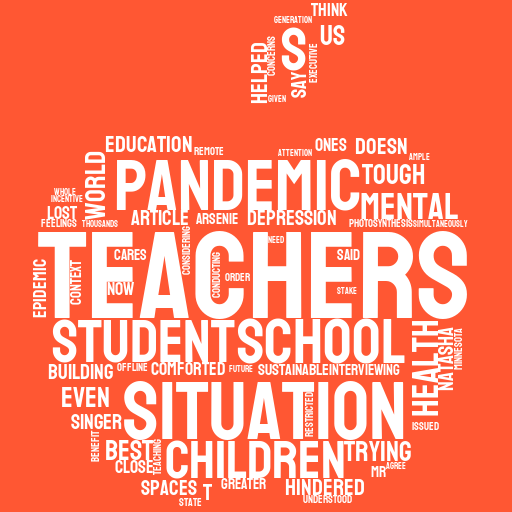 THINK
GENERATION
S
US
HELPED
CONCERNS
EXECUTIVE
SAY
GIVEN
EDUCATION
REMOTE
ATTENTION
ONES
DOESN
AMPLE
WORLD
PANDEMIC
TOUGH
WHOLE
INCENTIVE
MENTAL
LOST
ARTICLE
ARSENIE
DEPRESSION
FEELINGS
THOUSANDS
PHOTOSYNTHESIS
SIMULTANEOUSLY
TEACHERS
CONSIDERING
NEED
CARES
CONDUCTING
SAID
EPIDEMIC
CONTEXT
NOW
ORDER
STAKE
STUDENT
SCHOOL
HEALTH
NATASHA
MINNESOTA
BUILDING
OFFLINE
COMFORTED
FUTURE
SUSTAINABLE
INTERVIEWING
EVEN
SITUATION
RESTRICTED
SINGER
ISSUED
BENEFIT
BEST
TEACHING
CHILDREN
TRYING
CLOSE
MR
AGREE
SPACES
T
GREATER
HINDERED
STATE
UNDERSTOOD